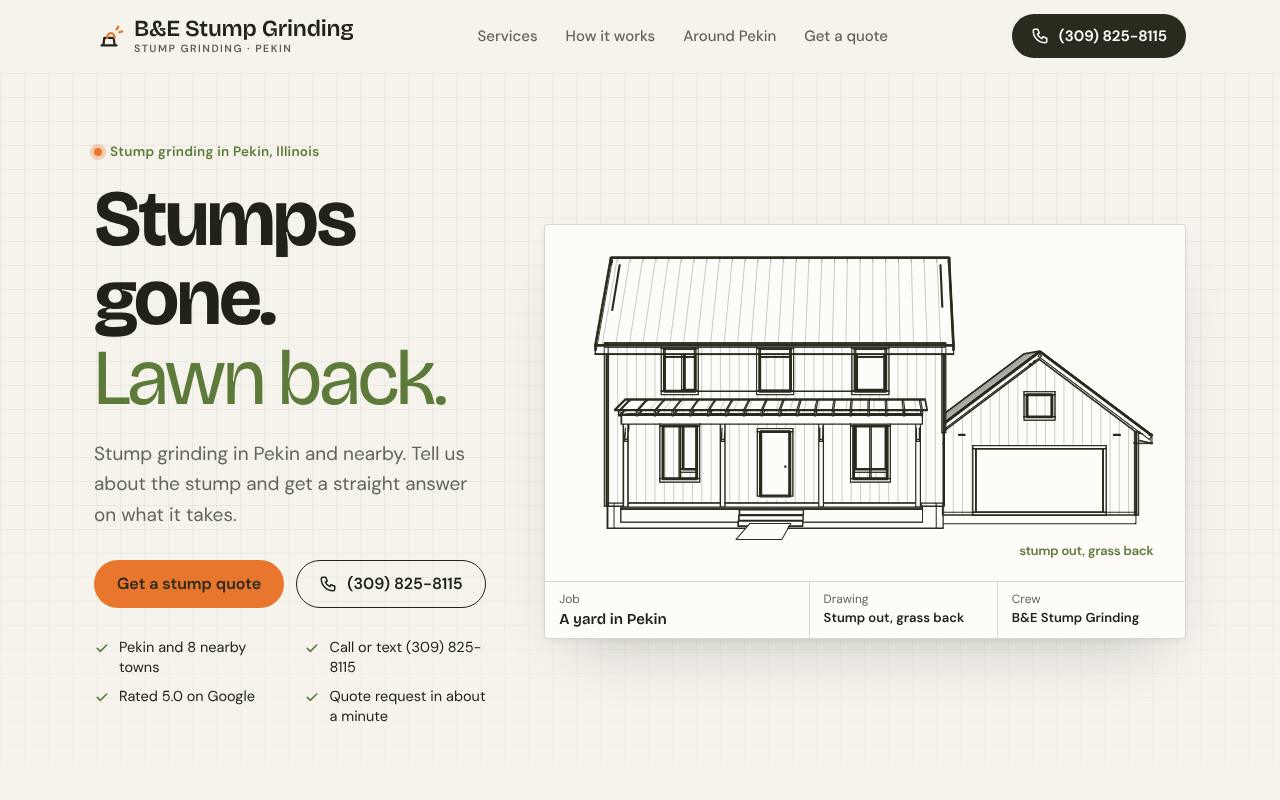 B&E Stump Grinding
STUMP GRINDING · PEKIN
Services
How it works
Around Pekin
Get a quote
(309) 825-8115
Stump grinding in Pekin, Illinois
Stumps
gone.
Lawn back.
Stump grinding in Pekin and nearby. Tell us
about the stump and get a straight answer
on what it takes.
Get a stump quote
(309) 825-8115
Pekin and 8 nearby
towns
Call or text (309) 825-
8115
Rated 5.0 on Google
Quote request in about
a minute
stump out, grass back
Job
A yard in Pekin
Drawing
Stump out, grass back
Crew
B&E Stump Grinding